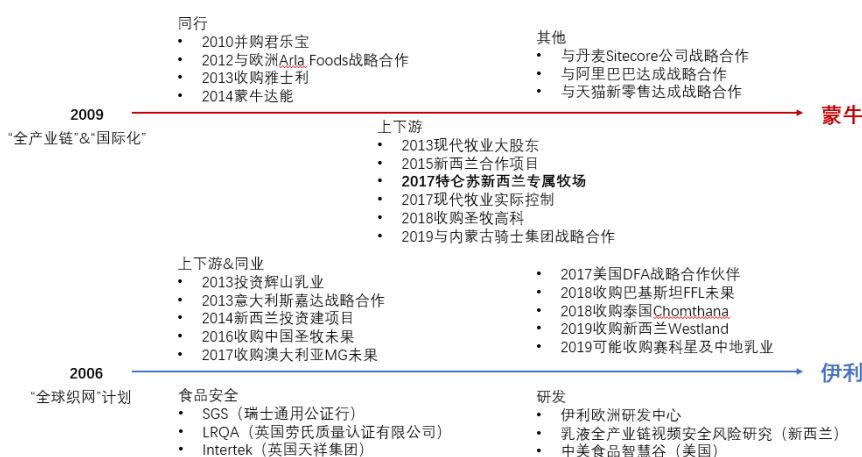 同行
• 2010并购君乐宝
• 2012与欧洲Arla Foods战略合作
• 2013收购雅士利
• 2014蒙牛达能
其他
• 与丹麦Sitecore公司战略合作
• 与阿里巴巴达成战略合作
• 与天猫新零售达成战略合作
2009
“全产业链”&“国际化”
蒙牛
上下游
• 2013现代牧业大股东
• 2015新西兰合作项目
• 2017特仑苏新西兰专属牧场
• 2017现代牧业实际控制
• 2018收购圣牧高科
• 2019与内蒙古骑士集团战略合作
上下游&同业
• 2013投资辉山乳业
• 2013意大利斯嘉达战略合作
• 2014新西兰投资建项目
• 2016收购中国圣牧未果
• 2017收购澳大利亚MG未果
• 2017美国DFA战略合作伙伴
• 2018收购巴基斯坦FFL未果
• 2018收购泰国Chomthana
• 2019收购新西兰Westland
• 2019可能收购赛科星及中地乳业
2006
“全球织网”计划
伊利
食品安全
• SGS（瑞士通用公证行）
• LRQA（英国劳氏质量认证有限公司）
• Intertek（英国天祥集团）
研发
• 伊利欧洲研发中心
• 乳液全产业链视频安全风险研究（新西兰）
• 中美食品智慧谷（美国）